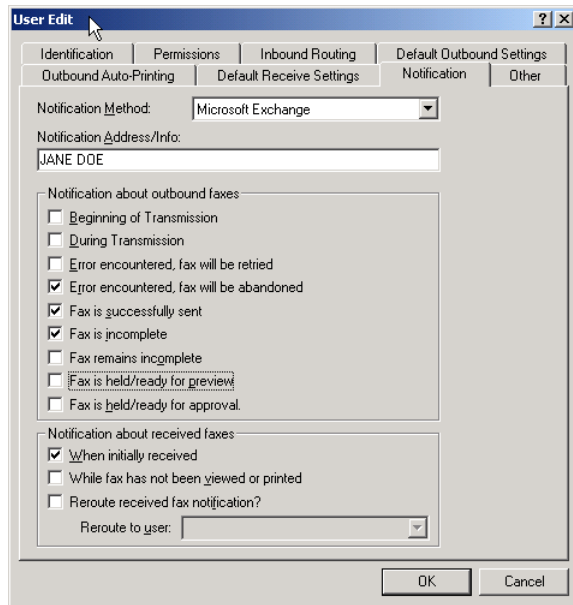 User Edit
Identification Permissions Inbound Routing Default Outbound Settings
Outbound Auto-Printing Default Receive Settings Notification Other
Notification Method: Microsoft Exchange
Notification Address/Info:
JANE DOE
Notification about outbound faxes
Beginning of Transmission
During Transmission
Error encountered, fax will be retried
Error encountered, fax will be abandoned
Fax is successfully sent
Fax is incomplete
Fax remains incomplete
Fax is held/ready for preview
Fax is held/ready for approval.
Notification about received faxes
When initially received
While fax has not been viewed or printed
Reroute received fax notification?
Reroute to user:
OK Cancel